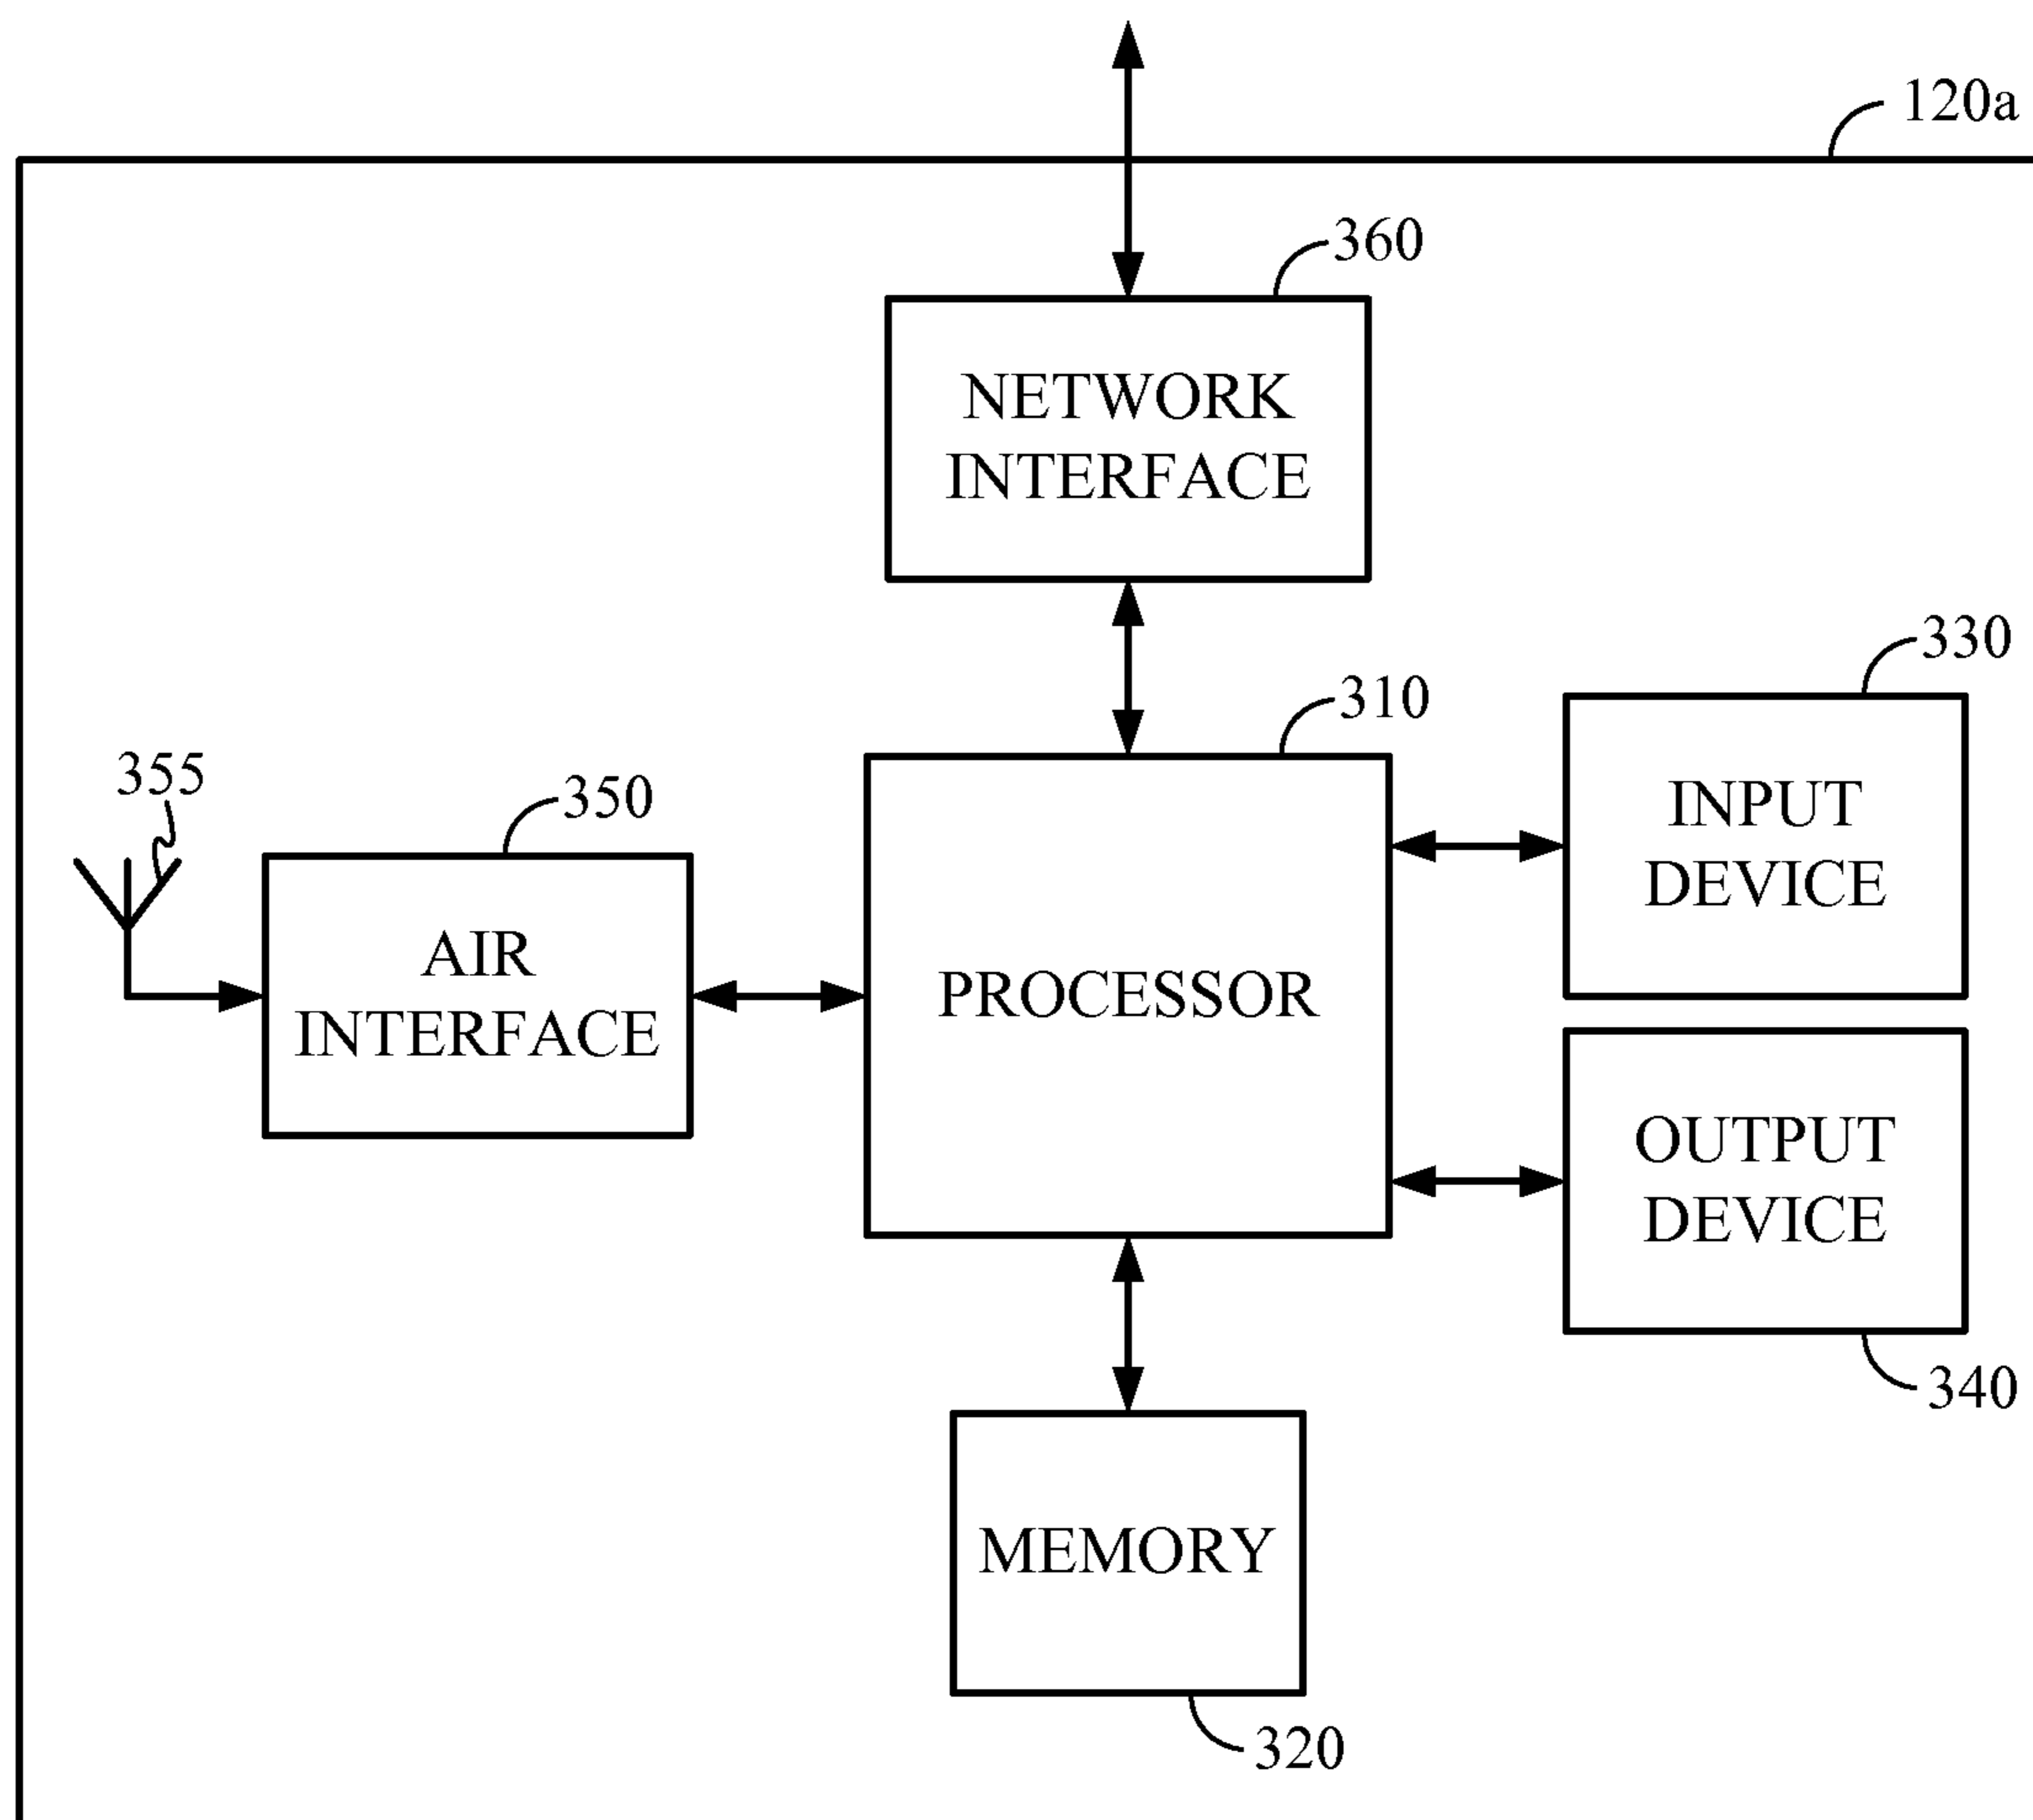 120a
360
NETWORK
INTERFACE
330
310
INPUT
DEVICE
355
350
AIR
INTERFACE
PROCESSOR
OUTPUT
DEVICE
340
MEMORY
320